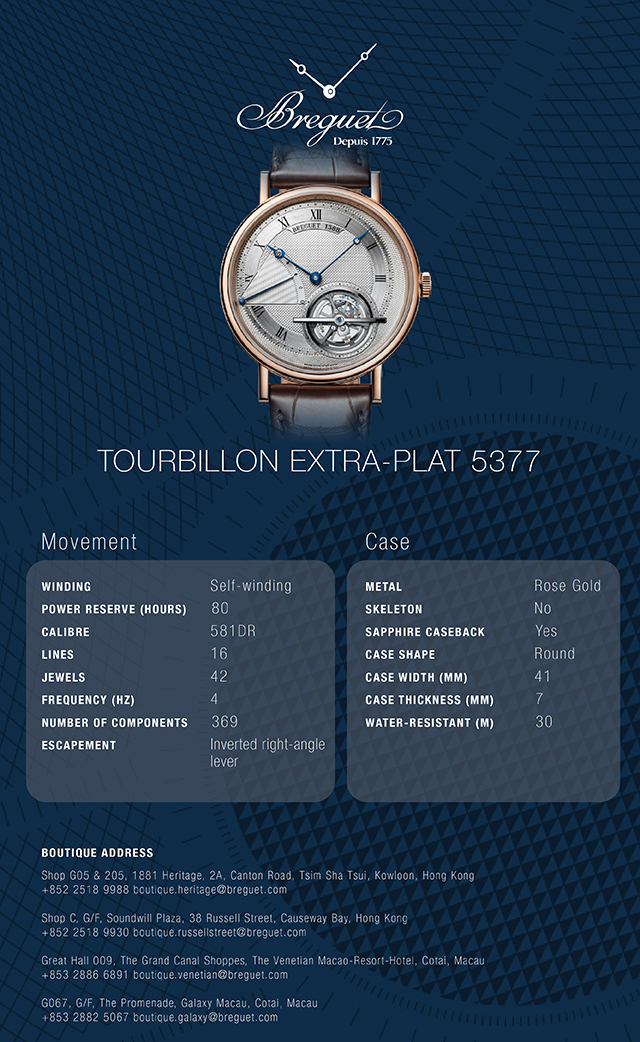 Breguet
Depuis 1775
XII
I
BREGUET 1388
III
TOURBILLON EXTRA-PLAT 5377
Movement
WINDING Self-winding
POWER RESERVE (HOURS) 80
CALIBRE 581DR
LINES 16
JEWELS 42
FREQUENCY (HZ) 4
NUMBER OF COMPONENTS 369
ESCAPEMENT Inverted right-angle
lever
Case
METAL Rose Gold
SKELETON No
SAPPHIRE CASEBACK Yes
CASE SHAPE Round
CASE WIDTH (MM) 41
CASE THICKNESS (MM) 7
WATER-RESISTANT (M) 30
BOUTIQUE ADDRESS
Shop G05 & 205, 1881 Heritage, 2A, Canton Road, Tsim Sha Tsui, Kowloon, Hong Kong
+852 2518 9988 boutique.heritage@breguet.com
Shop C, G/F, Soundwill Plaza, 38 Russell Street, Causeway Bay, Hong Kong
+852 2518 9930 boutique.russellstreet@breguet.com
Great Hall 009, The Grand Canal Shoppes, The Venetian Macao-Resort-Hotel, Cotai, Macau
+853 2886 6891 boutique.venetian@breguet.com
G067, G/F, The Promenade, Galaxy Macau, Cotai, Macau
+853 2882 5067 boutique.galaxy@breguet.com